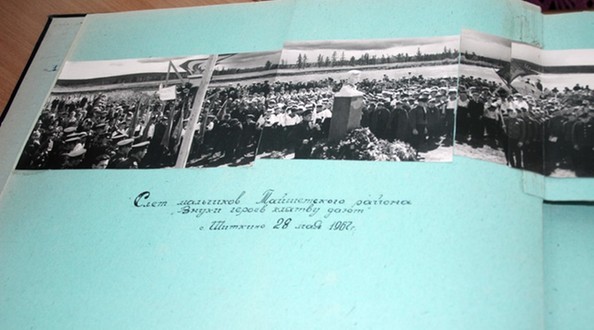 Слет мальчиков Тайшетского района
"Внуки героев клятву дают"
с. Шиткино 28 мая 1967г.